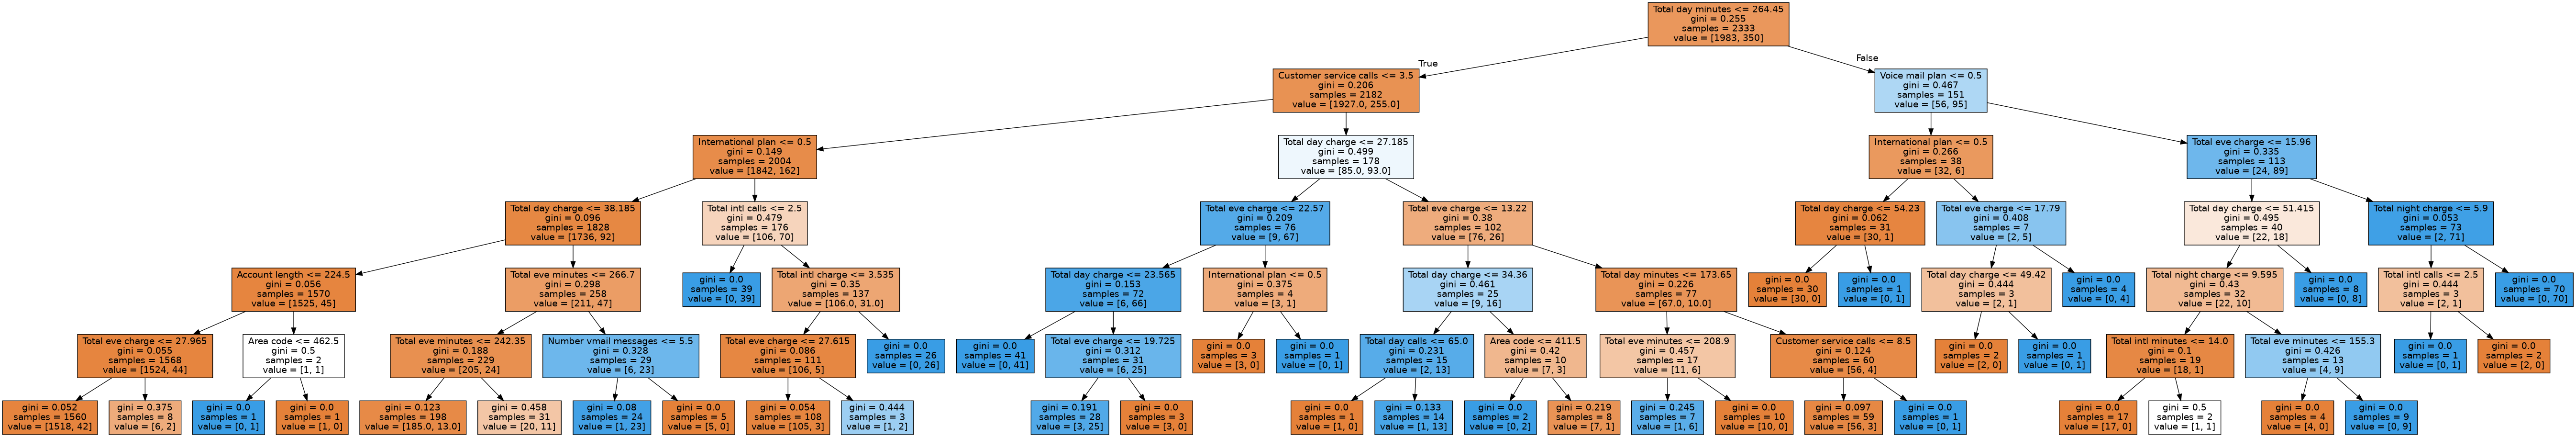 Total day minutes <= 264.45
gini = 0.255
samples = 2333
value = [1983, 350]
True
False
Customer service calls <= 3.5
gini = 0.206
samples = 2182
value = [1927.0, 255.0]
Voice mail plan <= 0.5
gini = 0.467
samples = 151
value = [56, 95]
International plan <= 0.5
gini = 0.149
samples = 2004
value = [1842, 162]
Total day charge <= 27.185
gini = 0.499
samples = 178
value = [85.0, 93.0]
International plan <= 0.5
gini = 0.266
samples = 38
value = [32, 6]
Total eve charge <= 15.96
gini = 0.335
samples = 113
value = [24, 89]
Total day charge <= 38.185
gini = 0.096
samples = 1828
value = [1736, 92]
Total intl calls <= 2.5
gini = 0.479
samples = 176
value = [106, 70]
Total eve charge <= 22.57
gini = 0.209
samples = 76
value = [9, 67]
Total eve charge <= 13.22
gini = 0.38
samples = 102
value = [76, 26]
Total day charge <= 54.23
gini = 0.062
samples = 31
value = [30, 1]
Total eve charge <= 17.79
gini = 0.408
samples = 7
value = [2, 5]
Total day charge <= 51.415
gini = 0.495
samples = 40
value = [22, 18]
Total night charge <= 5.9
gini = 0.053
samples = 73
value = [2, 71]
Account length <= 224.5
gini = 0.056
samples = 1570
value = [1525, 45]
Total eve minutes <= 266.7
gini = 0.298
samples = 258
value = [211, 47]
gini = 0.0
samples = 39
value = [0, 39]
Total intl charge <= 3.535
gini = 0.35
samples = 137
value = [106.0, 31.0]
Total day charge <= 23.565
gini = 0.153
samples = 72
value = [6, 66]
International plan <= 0.5
gini = 0.375
samples = 4
value = [3, 1]
Total day charge <= 34.36
gini = 0.461
samples = 25
value = [9, 16]
Total day minutes <= 173.65
gini = 0.226
samples = 77
value = [67.0, 10.0]
gini = 0.0
samples = 30
value = [30, 0]
gini = 0.0
samples = 1
value = [0, 1]
Total day charge <= 49.42
gini = 0.444
samples = 3
value = [2, 1]
gini = 0.0
samples = 4
value = [0, 4]
Total night charge <= 9.595
gini = 0.43
samples = 32
value = [22, 10]
gini = 0.0
samples = 8
value = [0, 8]
Total intl calls <= 2.5
gini = 0.444
samples = 3
value = [2, 1]
gini = 0.0
samples = 70
value = [0, 70]
Total eve charge <= 27.965
gini = 0.055
samples = 1568
value = [1524, 44]
Area code <= 462.5
gini = 0.5
samples = 2
value = [1, 1]
Total eve minutes <= 242.35
gini = 0.188
samples = 229
value = [205, 24]
Number vmail messages <= 5.5
gini = 0.328
samples = 29
value = [6, 23]
Total eve charge <= 27.615
gini = 0.086
samples = 111
value = [106, 5]
gini = 0.0
samples = 26
value = [0, 26]
gini = 0.0
samples = 41
value = [0, 41]
Total eve charge <= 19.725
gini = 0.312
samples = 31
value = [6, 25]
gini = 0.0
samples = 3
value = [3, 0]
gini = 0.0
samples = 1
value = [0, 1]
Total day calls <= 65.0
gini = 0.231
samples = 15
value = [2, 13]
Area code <= 411.5
gini = 0.42
samples = 10
value = [7, 3]
Total eve minutes <= 208.9
gini = 0.457
samples = 17
value = [11, 6]
Customer service calls <= 8.5
gini = 0.124
samples = 60
value = [56, 4]
gini = 0.0
samples = 2
value = [2, 0]
gini = 0.0
samples = 1
value = [0, 1]
Total intl minutes <= 14.0
gini = 0.1
samples = 19
value = [18, 1]
Total eve minutes <= 155.3
gini = 0.426
samples = 13
value = [4, 9]
gini = 0.0
samples = 1
value = [0, 1]
gini = 0.0
samples = 2
value = [2, 0]
gini = 0.052
samples = 1560
value = [1518, 42]
gini = 0.375
samples = 8
value = [6, 2]
gini = 0.0
samples = 1
value = [0, 1]
gini = 0.0
samples = 1
value = [1, 0]
gini = 0.123
samples = 198
value = [185.0, 13.0]
gini = 0.458
samples = 31
value = [20, 11]
gini = 0.08
samples = 24
value = [1, 23]
gini = 0.0
samples = 5
value = [5, 0]
gini = 0.054
samples = 108
value = [105, 3]
gini = 0.444
samples = 3
value = [1, 2]
gini = 0.191
samples = 28
value = [3, 25]
gini = 0.0
samples = 3
value = [3, 0]
gini = 0.0
samples = 1
value = [1, 0]
gini = 0.133
samples = 14
value = [1, 13]
gini = 0.0
samples = 2
value = [0, 2]
gini = 0.219
samples = 8
value = [7, 1]
gini = 0.245
samples = 7
value = [1, 6]
gini = 0.0
samples = 10
value = [10, 0]
gini = 0.097
samples = 59
value = [56, 3]
gini = 0.0
samples = 1
value = [0, 1]
gini = 0.0
samples = 17
value = [17, 0]
gini = 0.5
samples = 2
value = [1, 1]
gini = 0.0
samples = 4
value = [4, 0]
gini = 0.0
samples = 9
value = [0, 9]